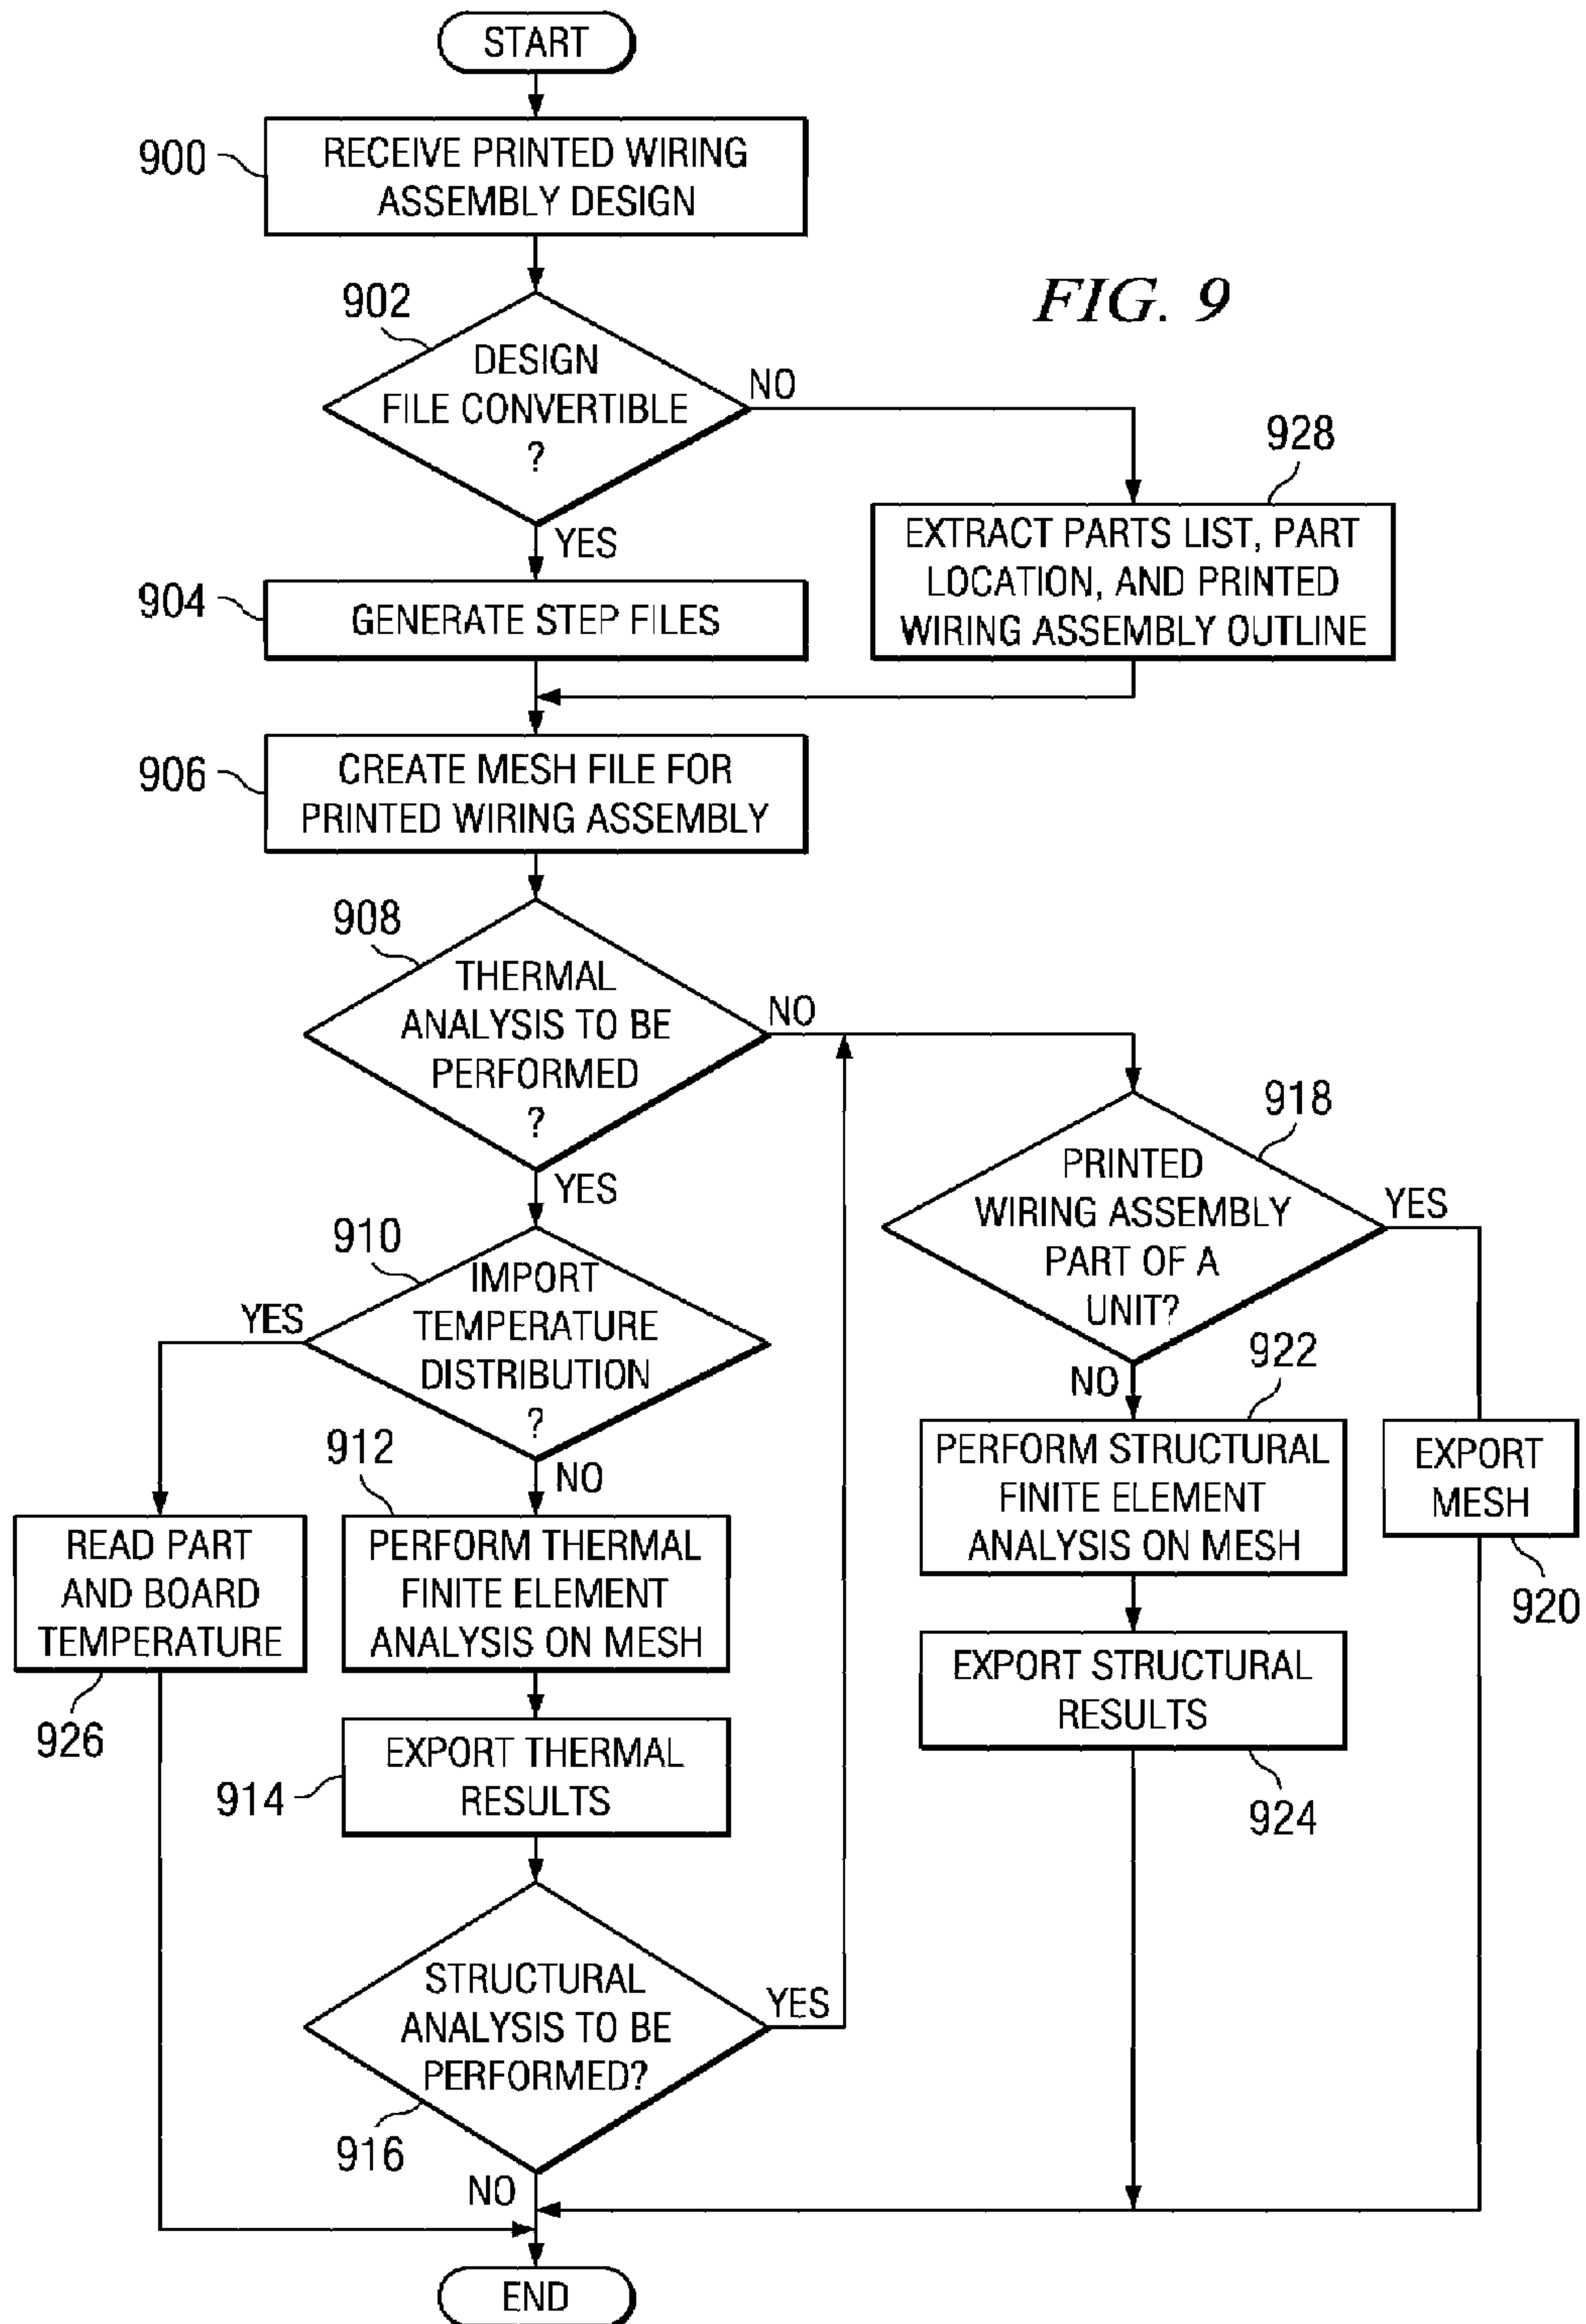 START
900
RECEIVE PRINTED WIRING
ASSEMBLY DESIGN
FIG. 9
902
DESIGN
FILE CONVERTIBLE
?
NO
YES
928
EXTRACT PARTS LIST, PART
LOCATION, AND PRINTED
WIRING ASSEMBLY OUTLINE
904
GENERATE STEP FILES
906
CREATE MESH FILE FOR
PRINTED WIRING ASSEMBLY
908
THERMAL
ANALYSIS TO BE
PERFORMED
?
NO
YES
918
PRINTED
WIRING ASSEMBLY
PART OF A
UNIT?
YES
NO
910
IMPORT
TEMPERATURE
DISTRIBUTION
?
YES
NO
922
PERFORM STRUCTURAL
FINITE ELEMENT
ANALYSIS ON MESH
EXPORT
MESH
920
912
READ PART
AND BOARD
TEMPERATURE
926
PERFORM THERMAL
FINITE ELEMENT
ANALYSIS ON MESH
EXPORT STRUCTURAL
RESULTS
924
914
EXPORT THERMAL
RESULTS
STRUCTURAL
ANALYSIS TO BE
PERFORMED?
YES
916
NO
END